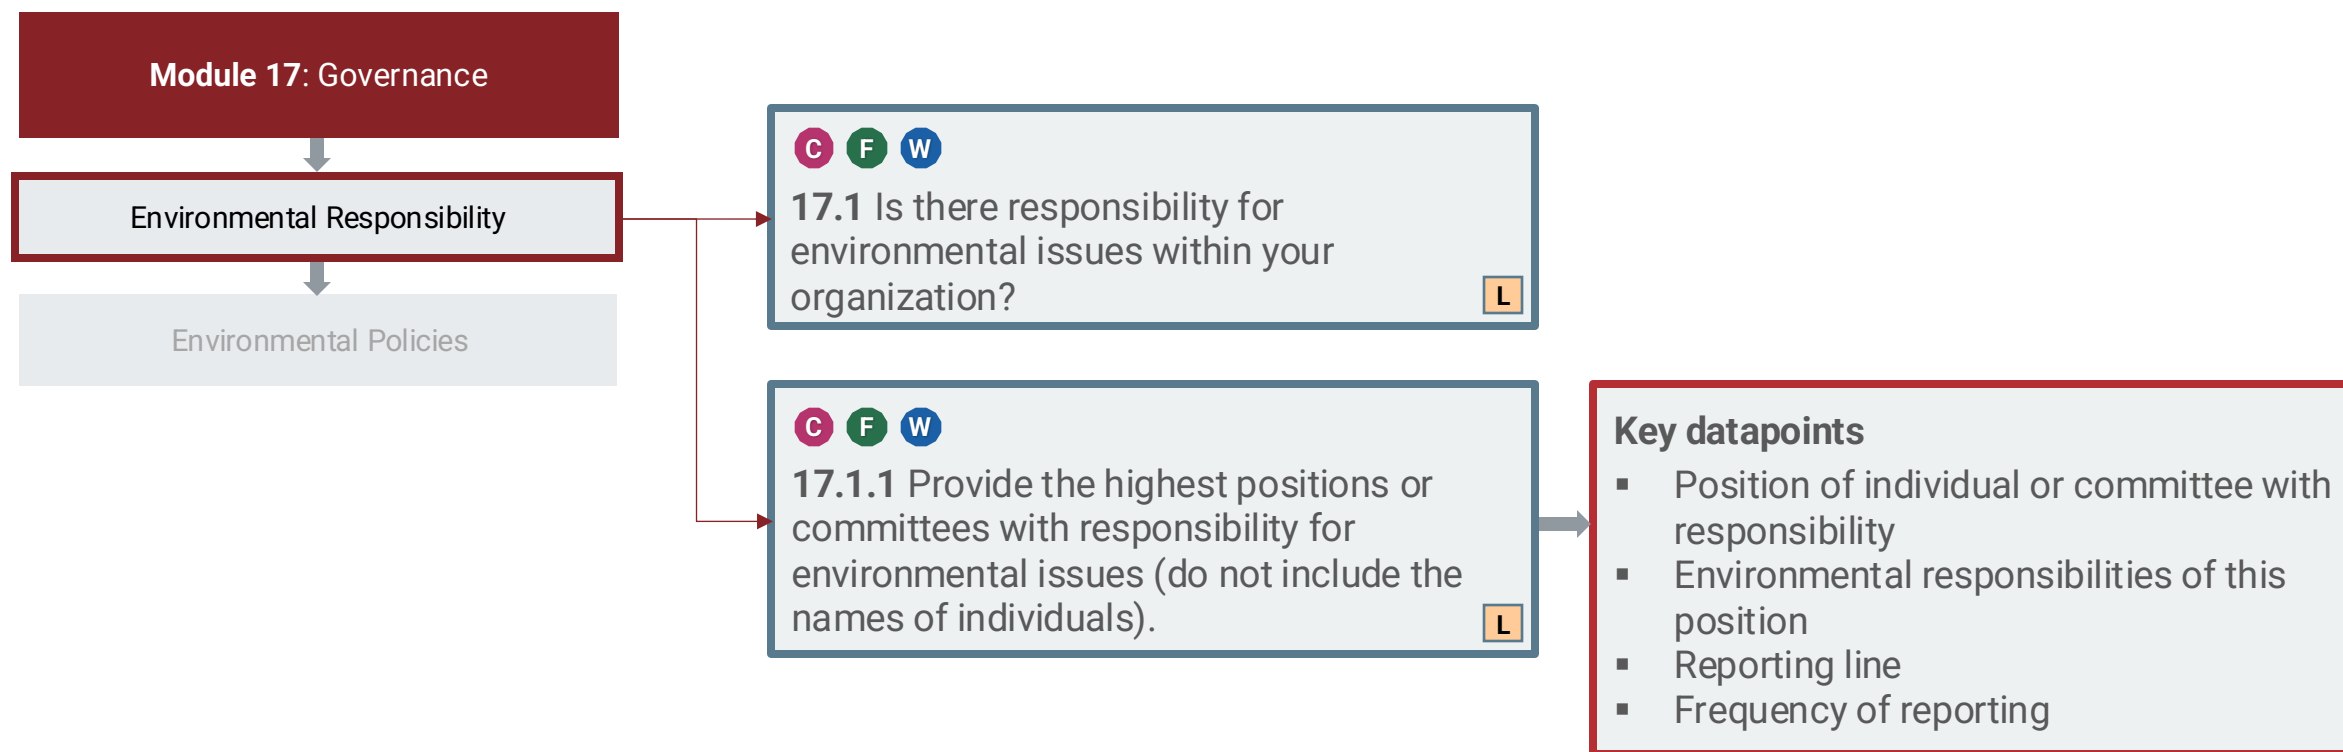 Module 17: Governance
Environmental Responsibility
Environmental Policies
C F W
17.1 Is there responsibility for
environmental issues within your
organization?
L
C F W
17.1.1 Provide the highest positions or
committees with responsibility for
environmental issues (do not include the
names of individuals).
L
Key datapoints
▪ Position of individual or committee with
responsibility
▪ Environmental responsibilities of this
position
▪ Reporting line
▪ Frequency of reporting